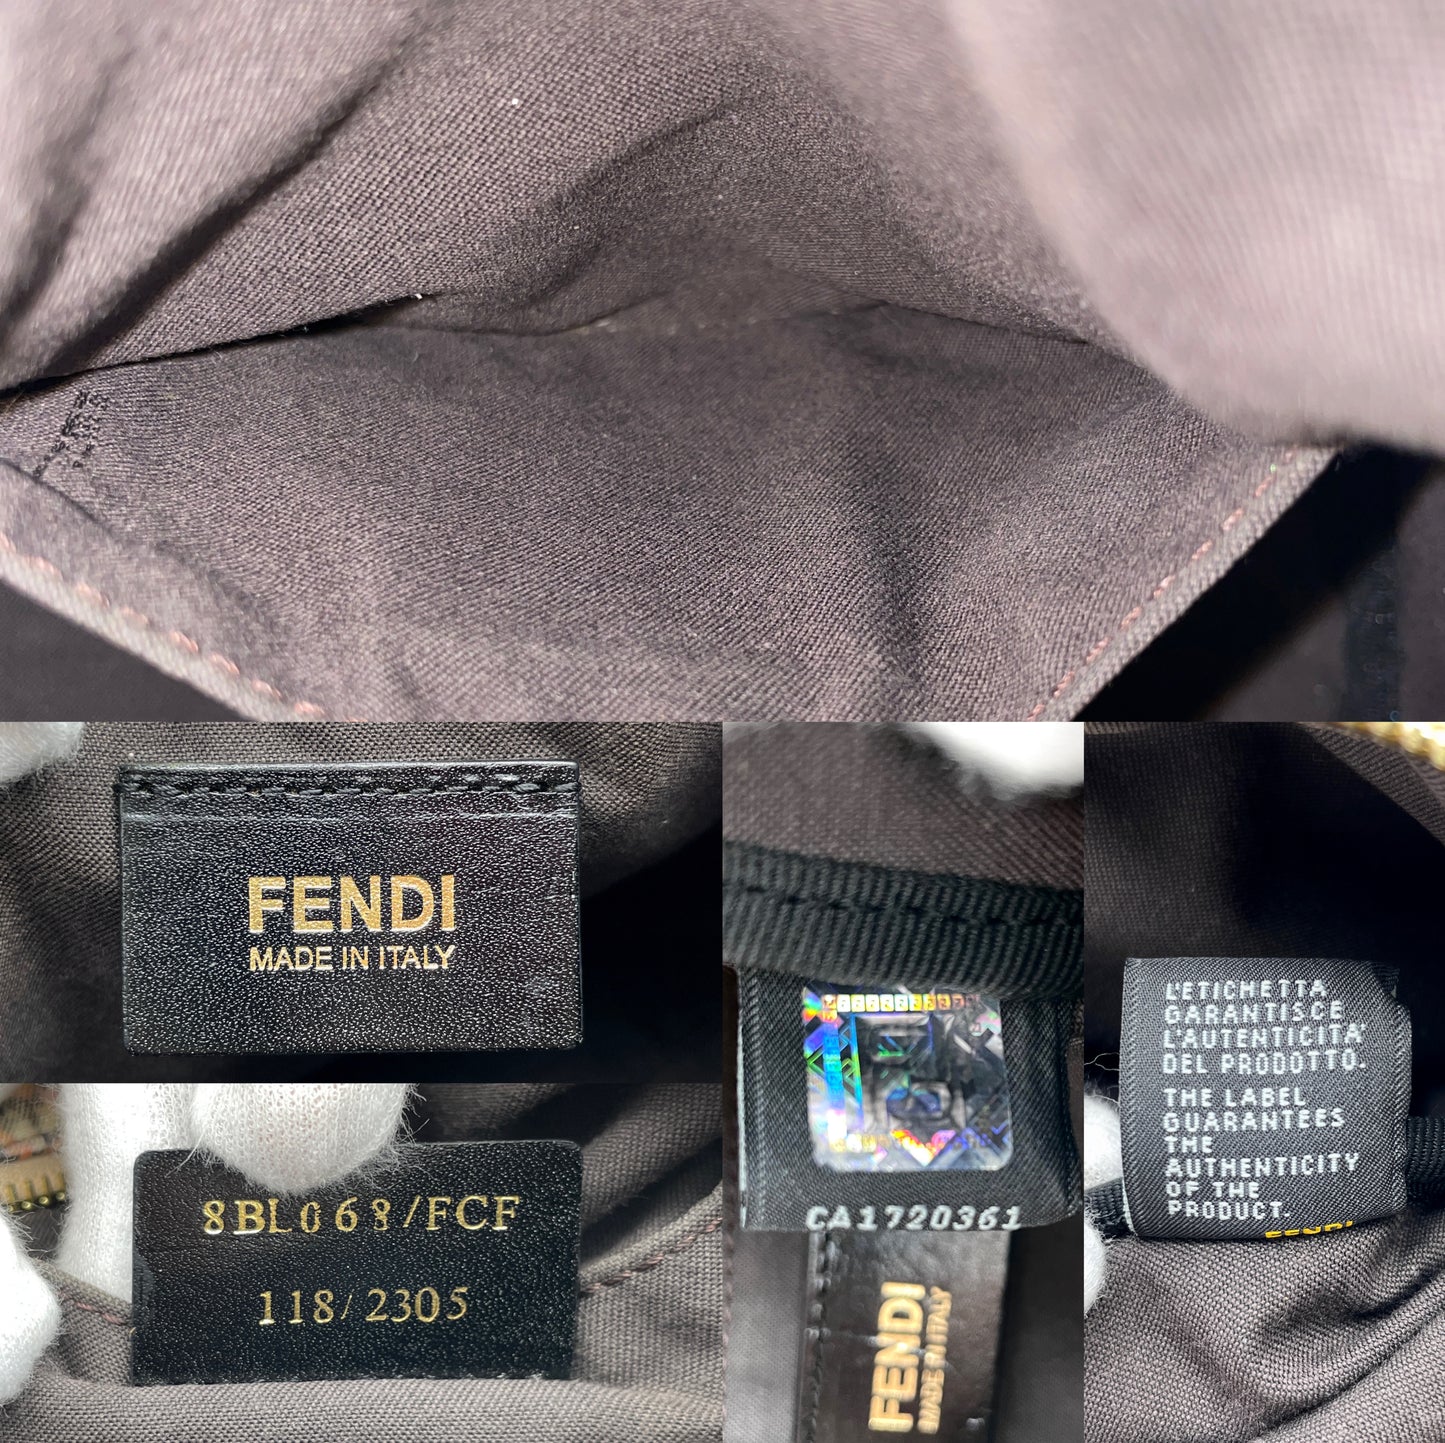 FENDI
MADE IN ITALY
8BL068/FCF
118/2305
CA1720361
FENDI
MADE IN ITALY
L'ETICHETTA
GARANTISCE
L'AUTENTICITA'
DEL PRODOTTO.
THE LABEL
GUARANTEES
THE
AUTHENTICITY
OF THE
PRODUCT.
FENDI